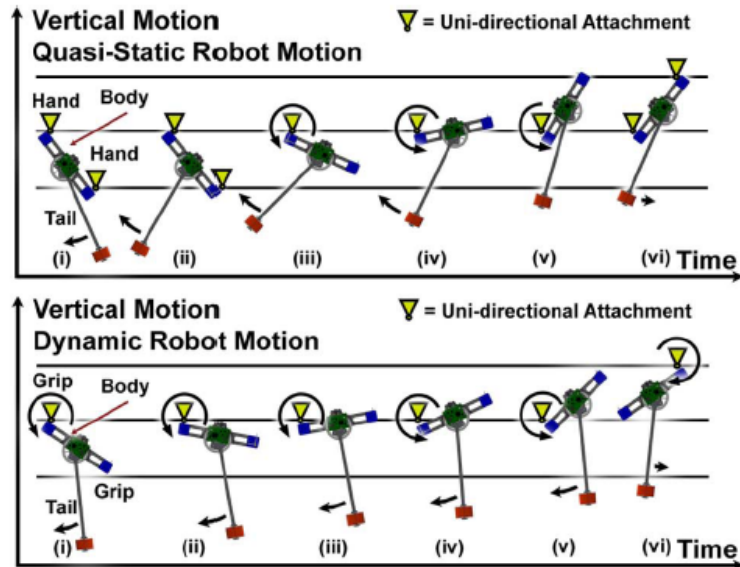 Vertical Motion
Quasi-Static Robot Motion
= Uni-directional Attachment
Hand
Body
Hand
Tail
(i)
(ii)
(iii)
(iv)
(v)
(vi)
Time
Vertical Motion
Dynamic Robot Motion
= Uni-directional Attachment
Grip
Body
Grip
Tail
(i)
(ii)
(iii)
(iv)
(v)
(vi)
Time